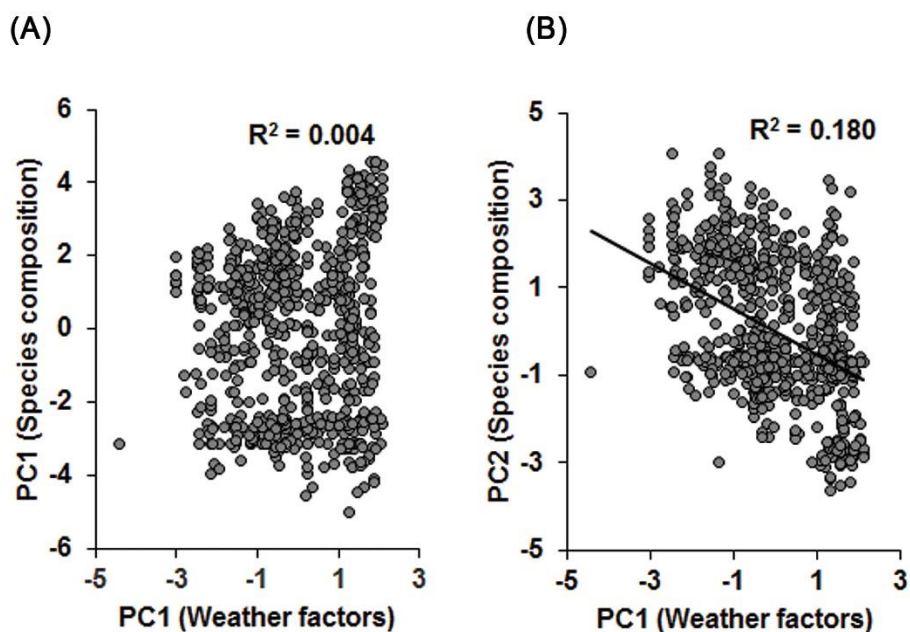 (A)
R² = 0.004
PC1 (Species composition)
6
4
2
0
-2
-4
-6
-5
-3
-1
1
3
PC1 (Weather factors)
(B)
R² = 0.180
PC2 (Species composition)
5
3
1
-1
-3
-5
-5
-3
-1
1
3
PC1 (Weather factors)